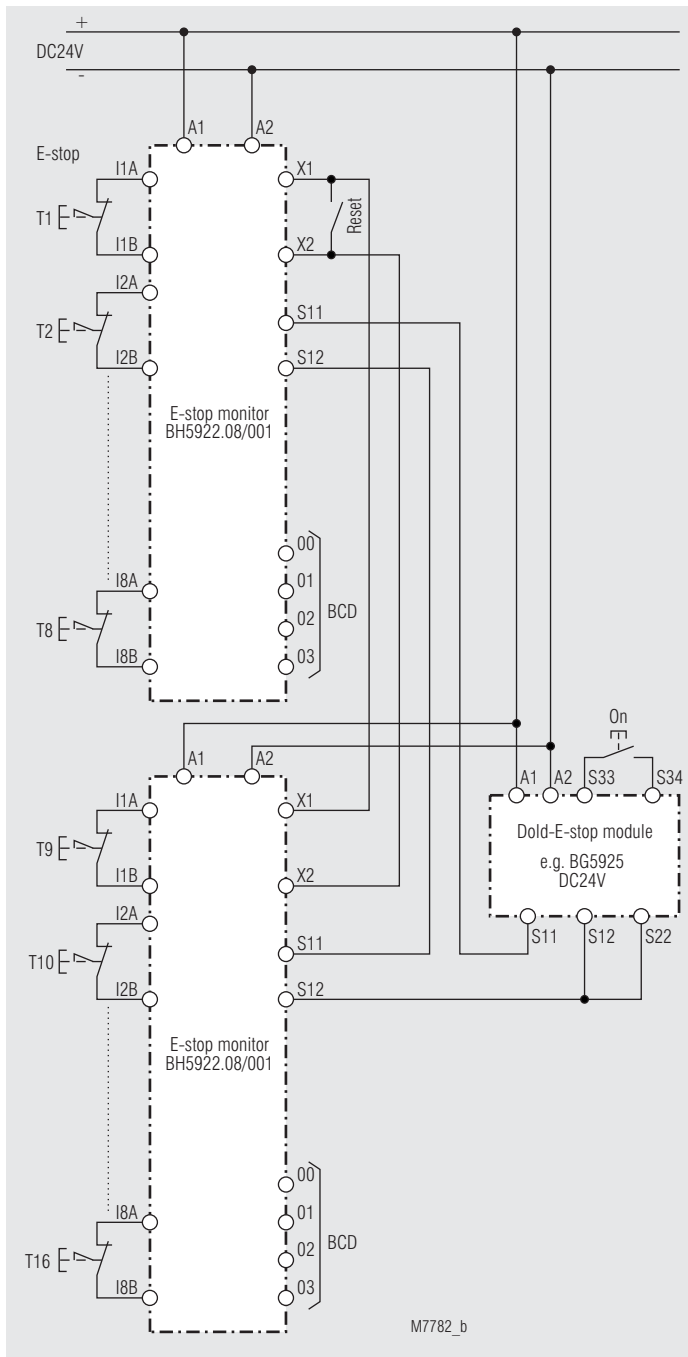 +
DC24V
-
A1
A2
E-stop
I1A
X1
T1
Reset
I1B
X2
I2A
S11
T2
I2B
S12
E-stop monitor
BH5922.08/001
00
I8A
01
BCD
T8
02
I8B
03
On
A1
A2
A1
A2
S33
S34
I1A
X1
Dold-E-stop module
T9
e.g. BG5925
DC24V
I1B
X2
I2A
S11
S12
S22
S11
T10
I2B
S12
E-stop monitor
BH5922.08/001
00
I8A
01
BCD
T16
02
I8B
03
M7782_b